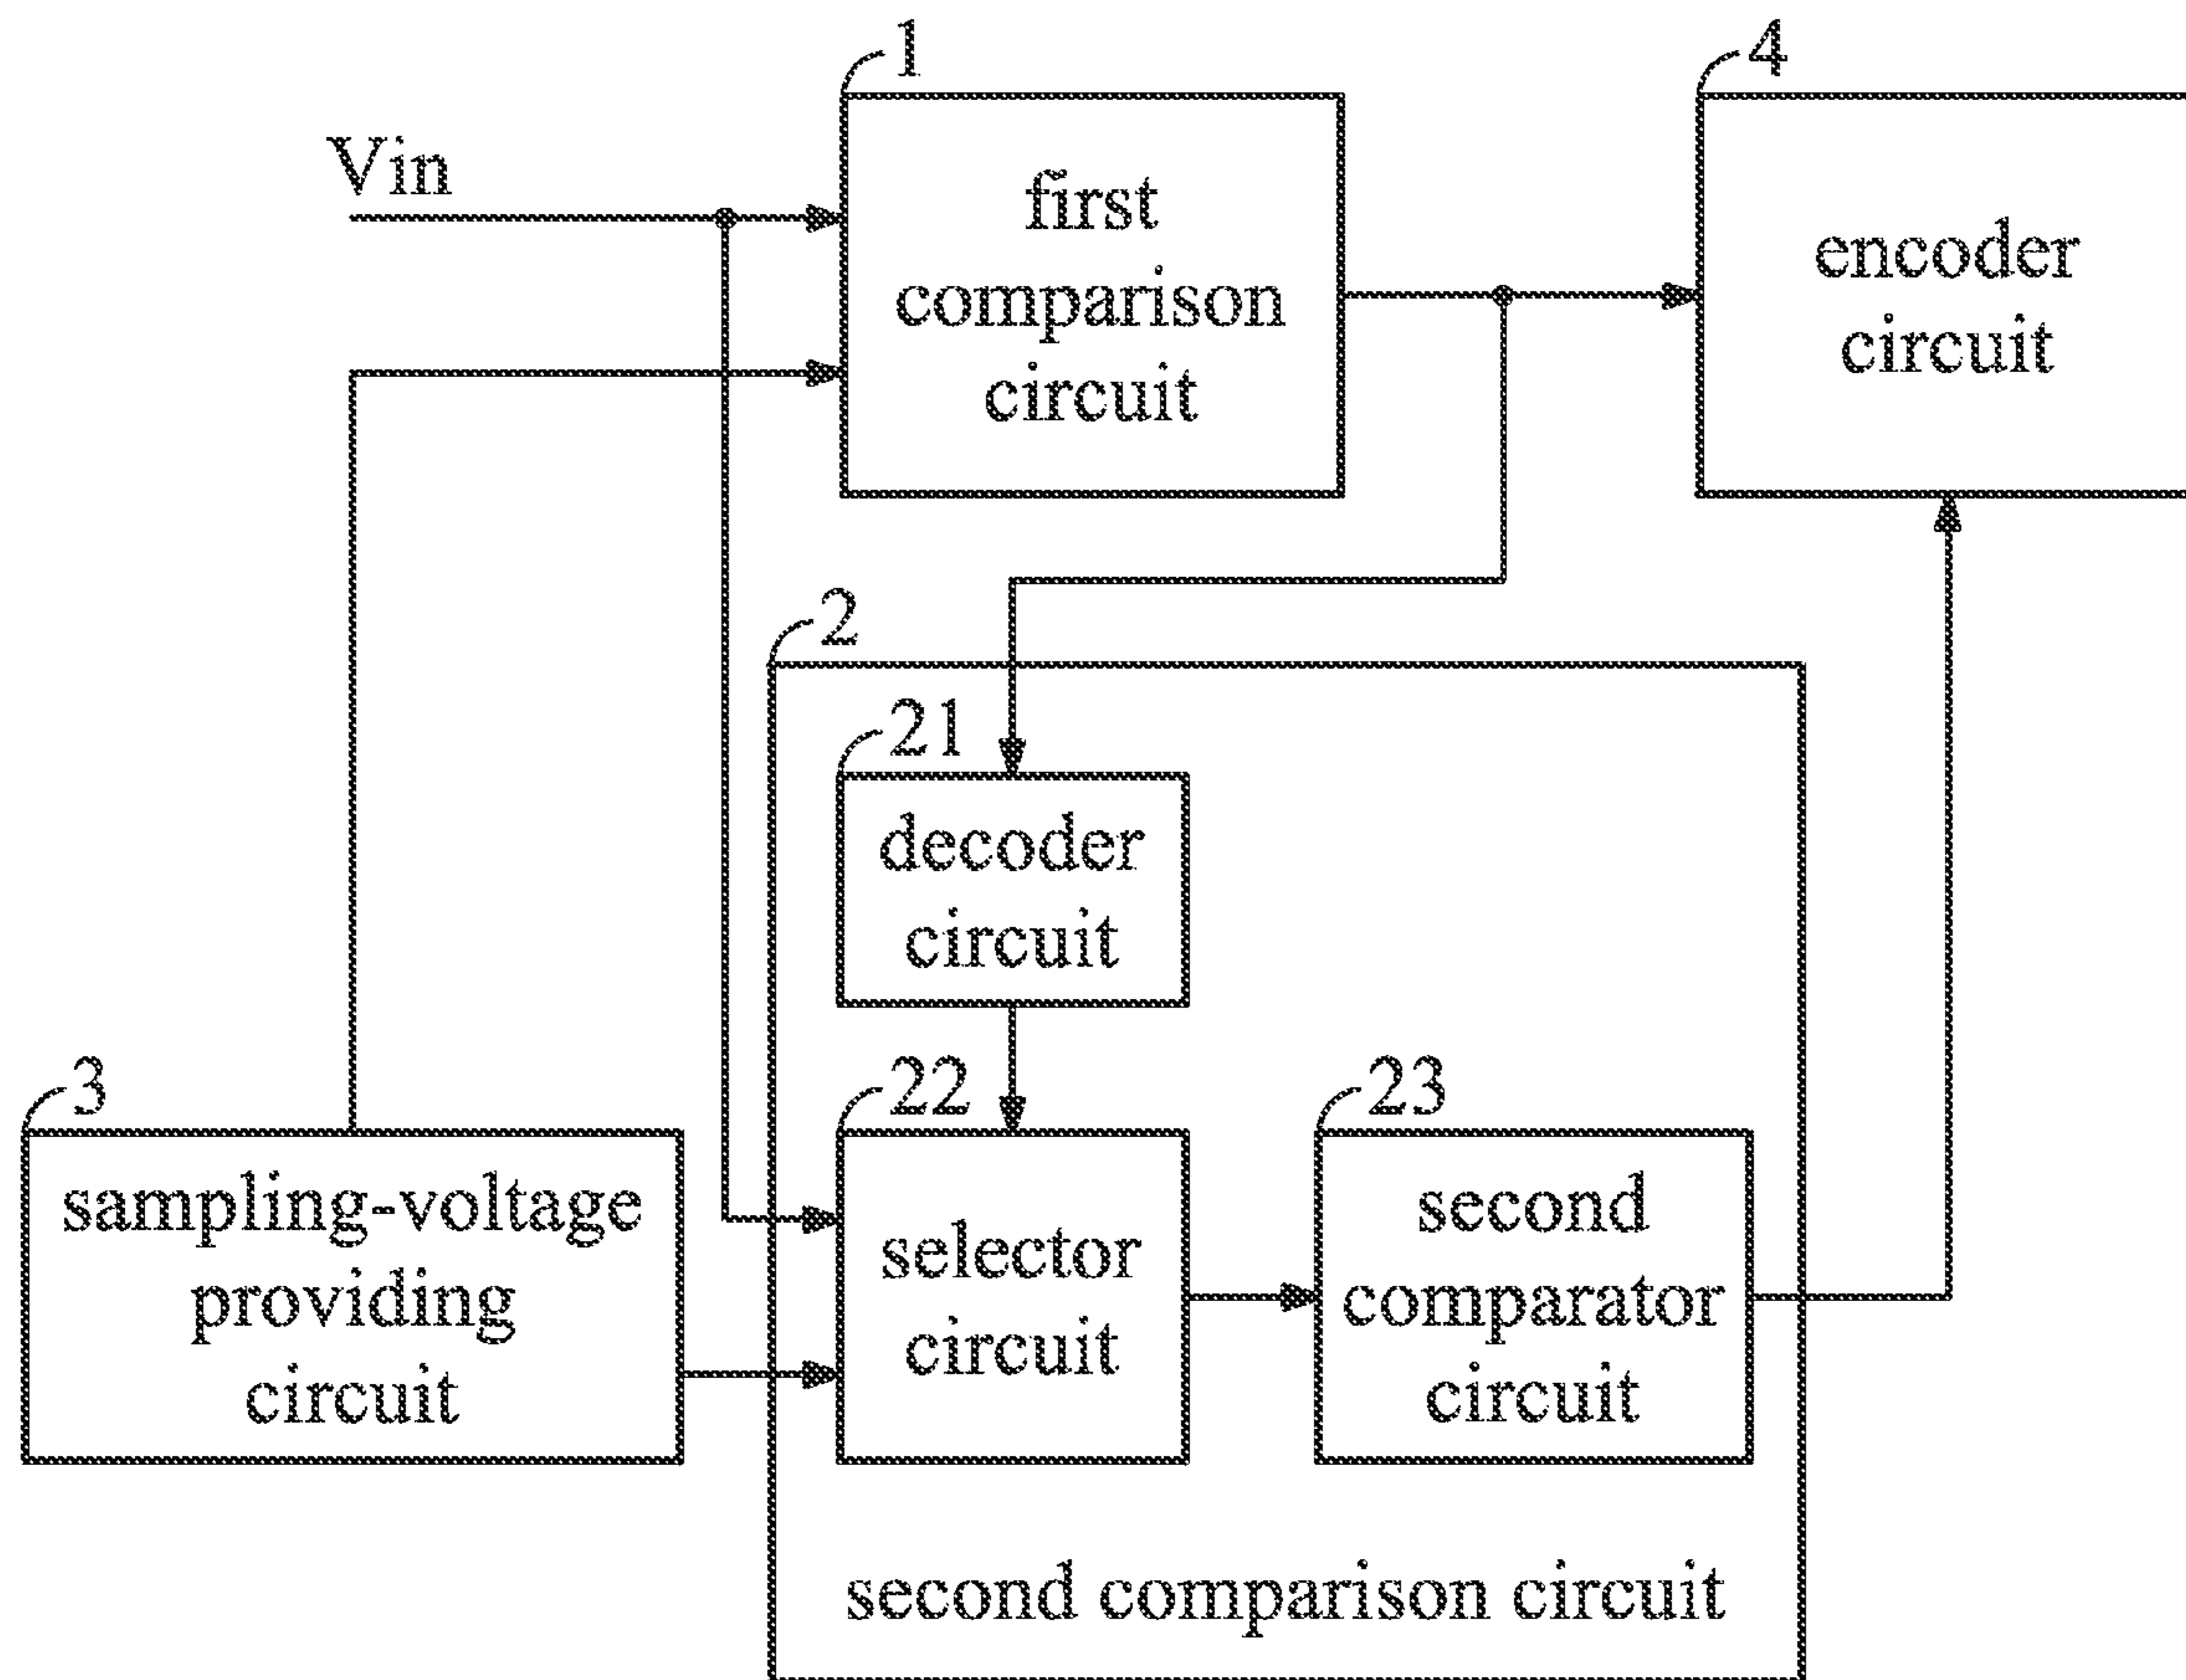 1
4
Vin
first
comparison
circuit
encoder
circuit
2
21
decoder
circuit
3
22
23
sampling-voltage
providing
circuit
selector
circuit
second
comparator
circuit
second comparison circuit